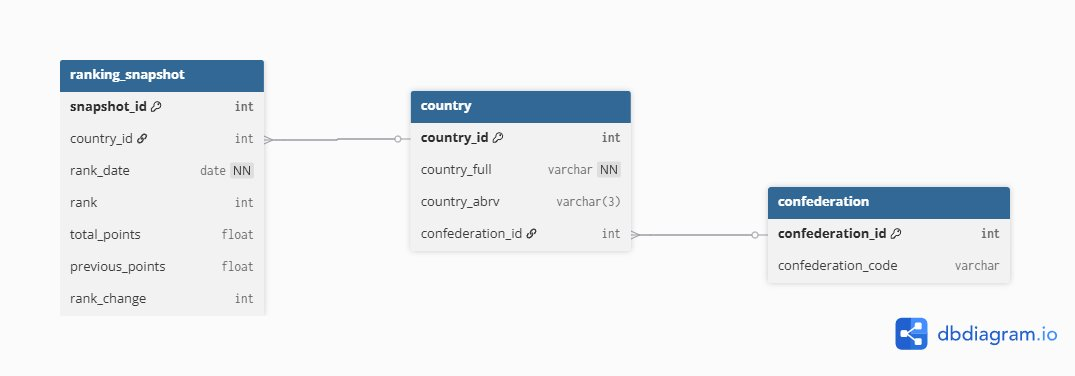 ranking_snapshot
snapshot_id int
country_id int
rank_date date NN
rank int
total_points float
previous_points float
rank_change int
country
country_id int
country_full varchar NN
country_abrv varchar(3)
confederation_id int
confederation
confederation_id int
confederation_code varchar
dbdiagram.io